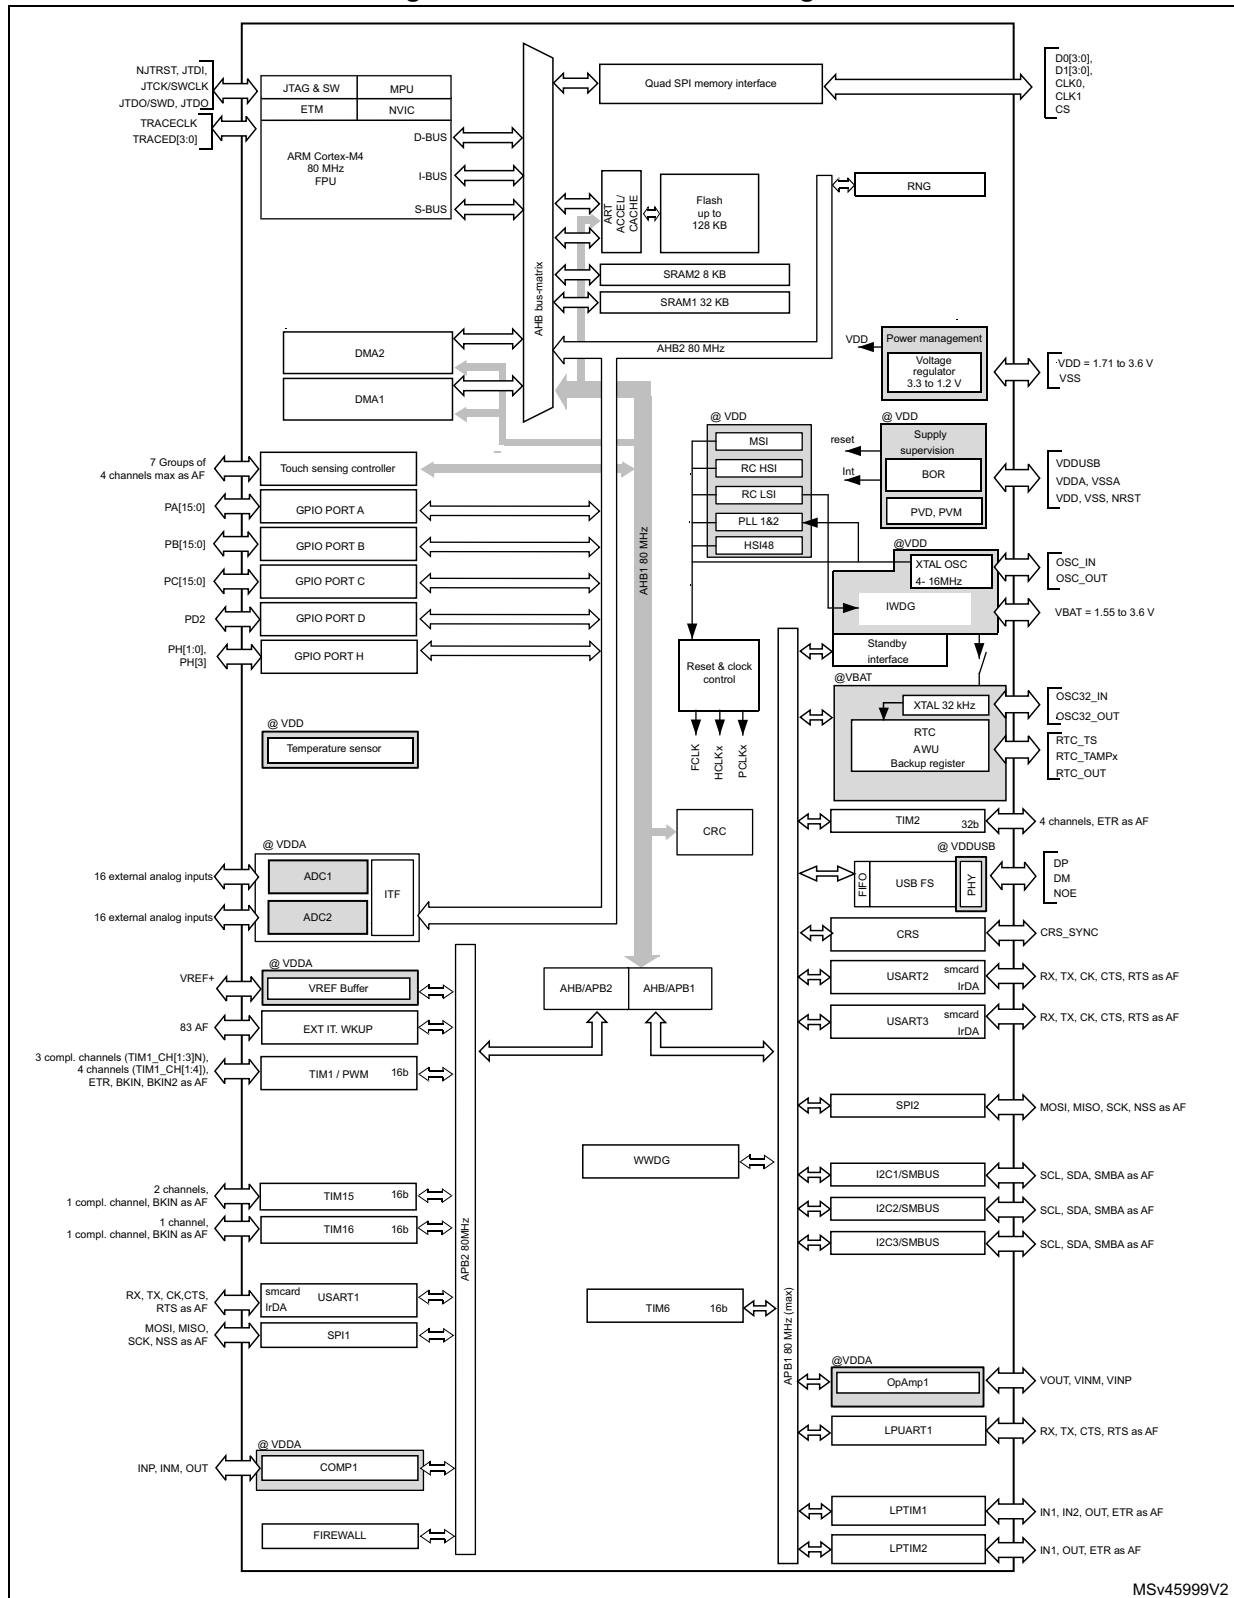 NJTRST, JTDI,
JTCK/SWCLK
JTDO/SWD, JTDO
TRACECLK
TRACED[3:0]
JTAG & SW
MPU
ETM
NVIC
ARM Cortex-M4
80 MHz
FPU
D-BUS
I-BUS
S-BUS
AHB bus-matrix
Quad SPI memory interface
D0[3:0],
D1[3:0],
CLK0,
CLK1
CS
ART
ACCEL/
CACHE
Flash
up to
128 KB
RNG
SRAM2 8 KB
SRAM1 32 KB
AHB2 80 MHz
DMA2
DMA1
VDD
Power management
Voltage
regulator
3.3 to 1.2 V
VDD = 1.71 to 3.6 V
VSS
@ VDD
MSI
RC HSI
RC LSI
PLL 1&2
HSI48
@ VDD
reset
Int
Supply
supervision
BOR
PVD, PVM
VDDUSB
VDDA, VSSA
VDD, VSS, NRST
7 Groups of
4 channels max as AF
Touch sensing controller
PA[15:0]
GPIO PORT A
PB[15:0]
GPIO PORT B
PC[15:0]
GPIO PORT C
PD2
GPIO PORT D
PH[1:0],
PH[3]
GPIO PORT H
AHB1 80 MHz
@VDD
XTAL OSC
4- 16MHz
IWDG
OSC_IN
OSC_OUT
VBAT = 1.55 to 3.6 V
Standby
interface
Reset & clock
control
FCLK
HCLKx
PCLKx
@VBAT
XTAL 32 kHz
RTC
AWU
Backup register
OSC32_IN
OSC32_OUT
RTC_TS
RTC_TAMPx
RTC_OUT
@ VDD
Temperature sensor
CRC
TIM2
32b
4 channels, ETR as AF
@ VDDUSB
FIFO
USB FS
PHY
DP
DM
NOE
@ VDDA
16 external analog inputs
ADC1
ITF
16 external analog inputs
ADC2
CRS
CRS_SYNC
@ VDDA
VREF+
VREF Buffer
AHB/APB2
AHB/APB1
USART2
smcard
IrDA
RX, TX, CK, CTS, RTS as AF
83 AF
EXT IT. WKUP
USART3
smcard
IrDA
RX, TX, CK, CTS, RTS as AF
3 compl. channels (TIM1_CH[1:3]N),
4 channels (TIM1_CH[1:4]),
ETR, BKIN, BKIN2 as AF
TIM1 / PWM
16b
SPI2
MOSI, MISO, SCK, NSS as AF
WWDG
I2C1/SMBUS
SCL, SDA, SMBA as AF
2 channels,
1 compl. channel, BKIN as AF
TIM15
16b
I2C2/SMBUS
SCL, SDA, SMBA as AF
1 channel,
1 compl. channel, BKIN as AF
TIM16
16b
I2C3/SMBUS
SCL, SDA, SMBA as AF
APB2 80MHz
RX, TX, CK,CTS,
RTS as AF
smcard
IrDA
USART1
TIM6
16b
MOSI, MISO,
SCK, NSS as AF
SPI1
APB1 80 MHz (max)
@VDDA
OpAmp1
VOUT, VINM, VINP
LPUART1
RX, TX, CTS, RTS as AF
@ VDDA
INP, INM, OUT
COMP1
LPTIM1
IN1, IN2, OUT, ETR as AF
FIREWALL
LPTIM2
IN1, OUT, ETR as AF
MSv45999V2